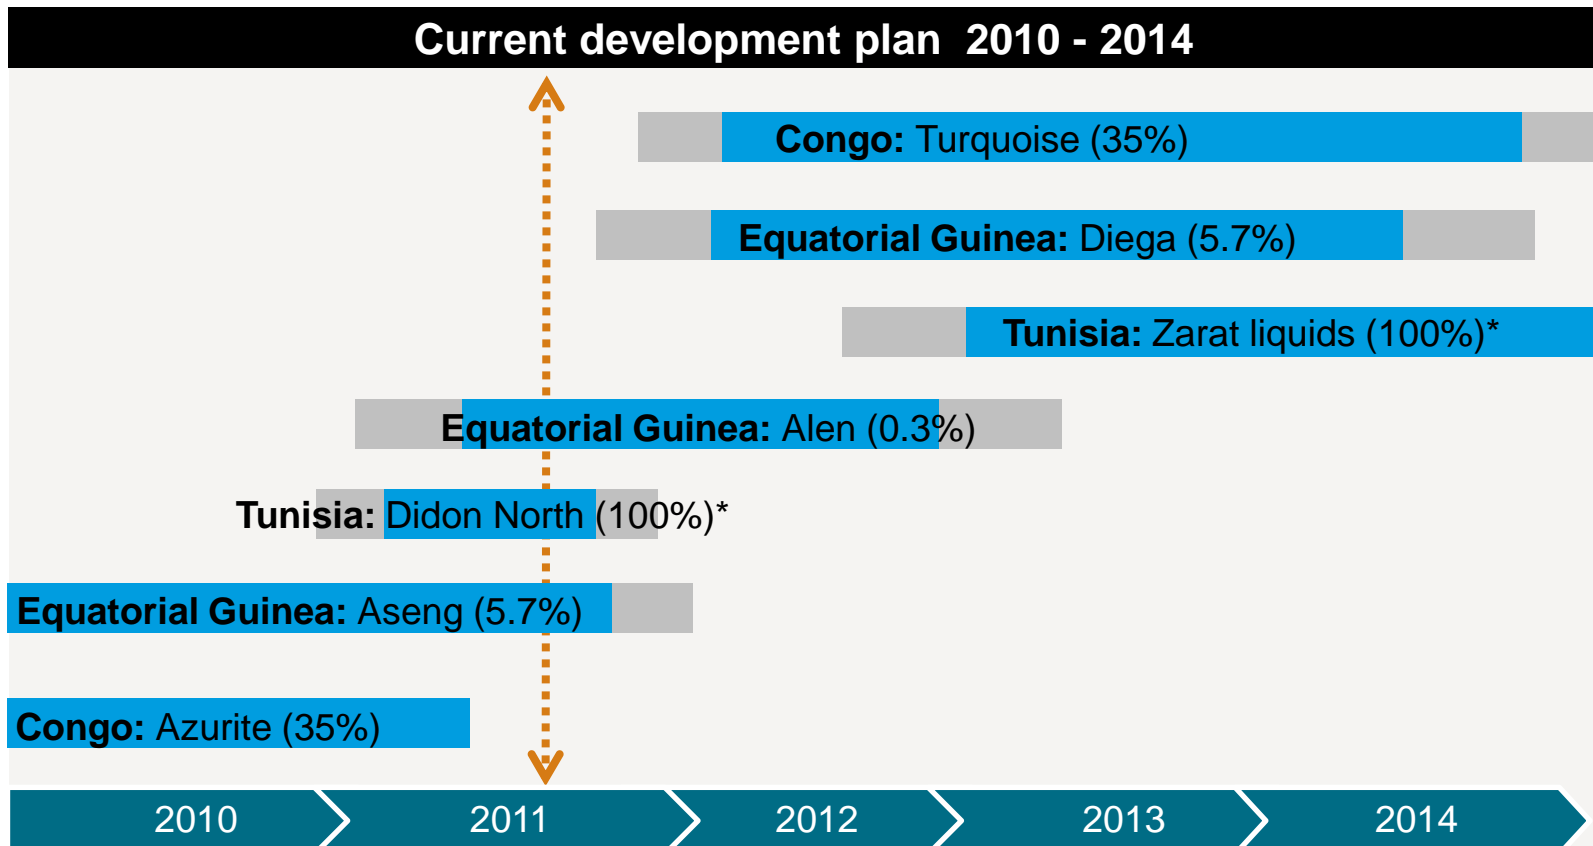 Current development plan  2010 - 2014
Congo: Turquoise (35%)
Equatorial Guinea: Diega (5.7%)
Tunisia: Zarat liquids (100%)*
Equatorial Guinea: Alen (0.3%)
Tunisia: Didon North (100%)*
Equatorial Guinea: Aseng (5.7%)
Congo: Azurite (35%)
2010 2011 2012 2013 2014